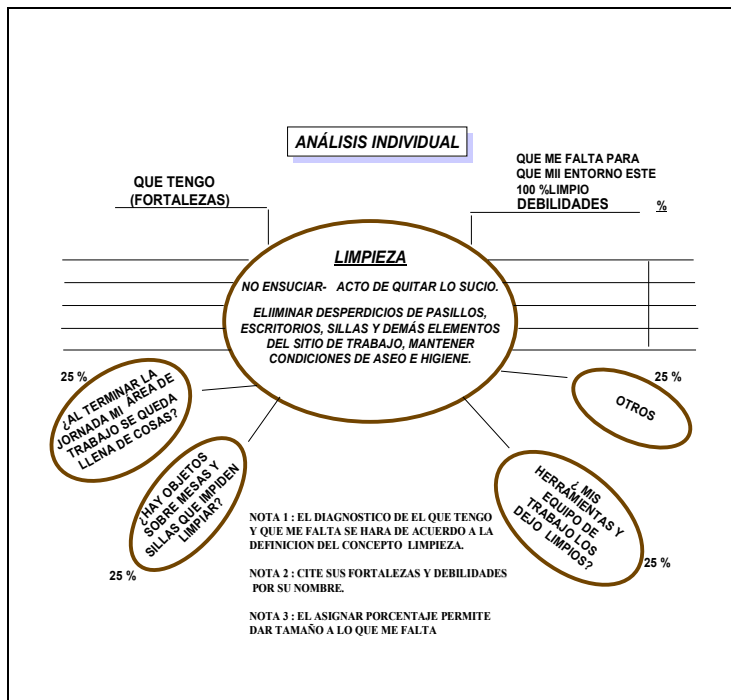 ANÁLISIS INDIVIDUAL
QUE TENGO
(FORTALEZAS)
QUE ME FALTA PARA
QUE MII ENTORNO ESTE
100 %LIMPIO
DEBILIDADES %
LIMPIEZA
NO ENSUCIAR- ACTO DE QUITAR LO SUCIO.
ELIIMINAR DESPERDICIOS DE PASILLOS,
ESCRITORIOS, SILLAS Y DEMÁS ELEMENTOS
DEL SITIO DE TRABAJO, MANTENER
CONDICIONES DE ASEO E HIGIENE.
25 %
¿AL TERMINAR LA
JORNADA MI ÁREA DE
TRABAJO SE QUEDA
LLENA DE COSAS?
25 %
OTROS
¿HAY OBJETOS
SOBRE MESAS Y
SILLAS QUE IMPIDEN
LIMPIAR?
25 %
¿ MIS
HERRAMIENTAS Y
EQUIPO DE
TRABAJO LOS
DEJO LIMPIOS?
25 %
NOTA 1 : EL DIAGNOSTICO DE EL QUE TENGO
Y QUE ME FALTA SE HARA DE ACUERDO A LA
DEFINICION DEL CONCEPTO LIMPIEZA.
NOTA 2 : CITE SUS FORTALEZAS Y DEBILIDADES
POR SU NOMBRE.
NOTA 3 : EL ASIGNAR PORCENTAJE PERMITE
DAR TAMAÑO A LO QUE ME FALTA